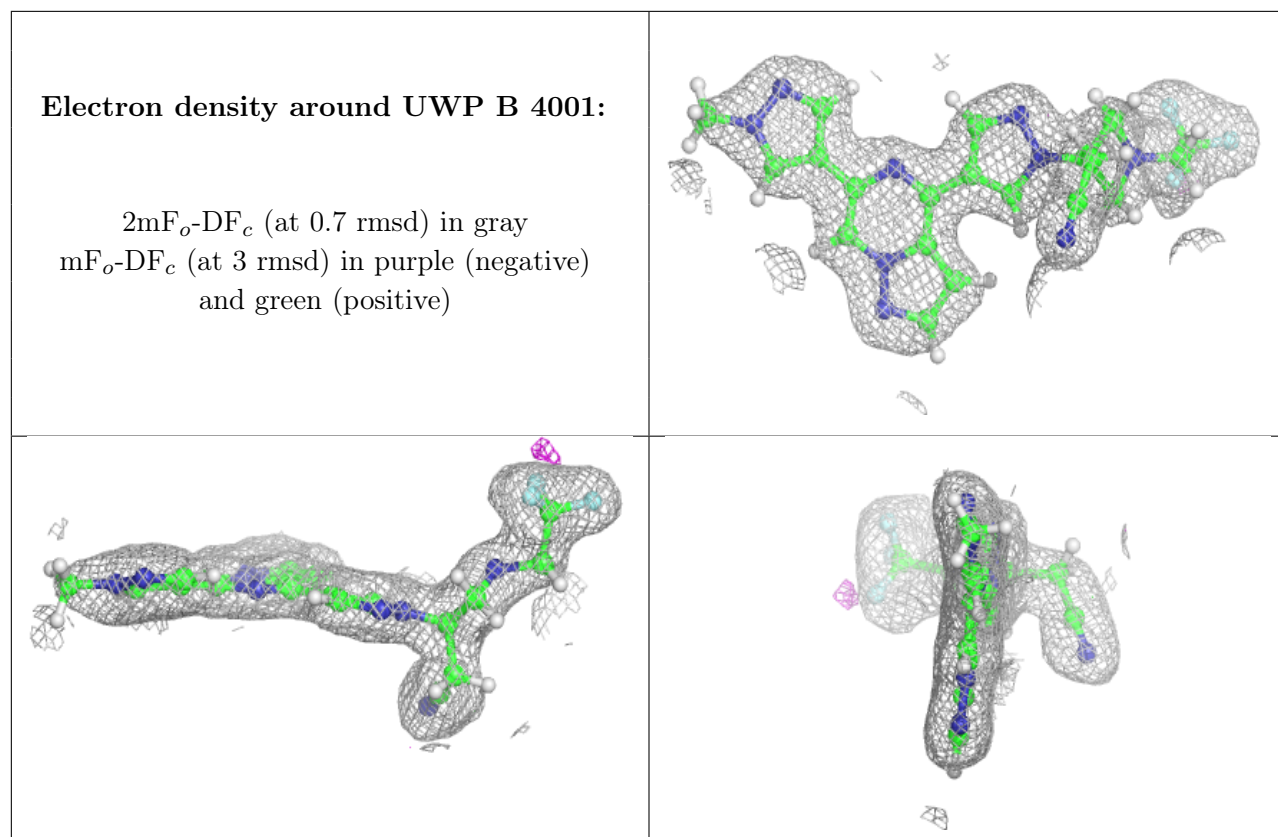 Electron density around UWP B 4001:
2mFo-DFc (at 0.7 rmsd) in gray
mFo-DFc (at 3 rmsd) in purple (negative)
and green (positive)